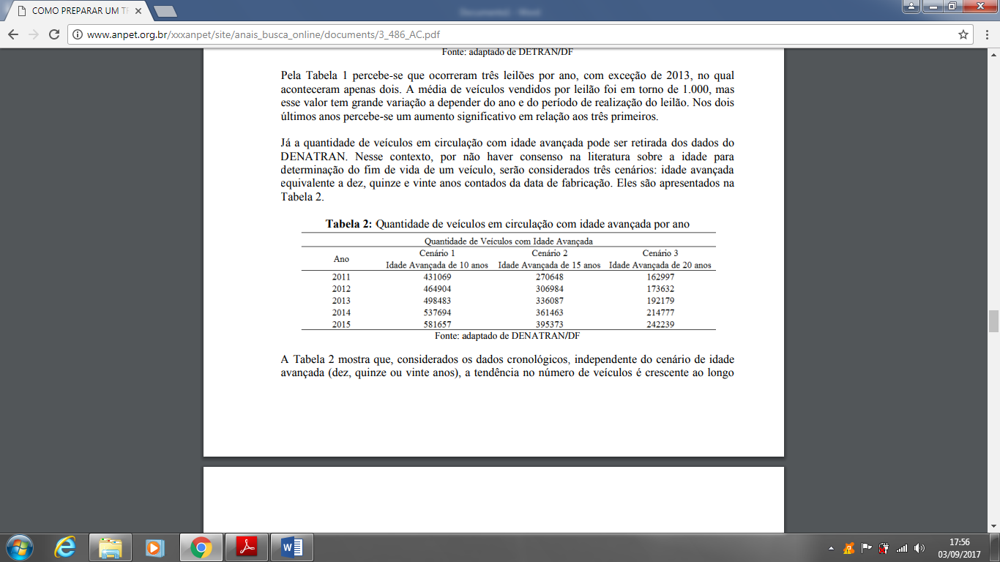 COMO PREPARAR UM T
www.anpet.org.br/xxxanpet/site/anais_busca_online/documents/3_486_AC.pdf
Fonte: adaptado de DETRAN/DF
Pela Tabela 1 percebe-se que ocorreram três leilões por ano, com exceção de 2013, no qual
aconteceram apenas dois. A média de veículos vendidos por leilão foi em torno de 1.000, mas
esse valor tem grande variação a depender do ano e do período de realização do leilão. Nos dois
últimos anos percebe-se um aumento significativo em relação aos três primeiros.
Já a quantidade de veículos em circulação com idade avançada pode ser retirada dos dados do
DENATRAN. Nesse contexto, por não haver consenso na literatura sobre a idade para
determinação do fim de vida de um veículo, serão considerados três cenários: idade avançada
equivalente a dez, quinze e vinte anos contados da data de fabricação. Eles são apresentados na
Tabela 2.
Tabela 2: Quantidade de veículos em circulação com idade avançada por ano
Quantidade de Veículos com Idade Avançada
Ano Cenário 1 Cenário 2 Cenário 3
Idade Avançada de 10 anos Idade Avançada de 15 anos Idade Avançada de 20 anos
2011 431069 270648 162997
2012 464904 306984 173632
2013 498483 336087 192179
2014 537694 361463 214777
2015 581657 395373 242239
Fonte: adaptado de DENATRAN/DF
A Tabela 2 mostra que, considerados os dados cronológicos, independente do cenário de idade
avançada (dez, quinze ou vinte anos), a tendência no número de veículos é crescente ao longo
17:56
03/09/2017